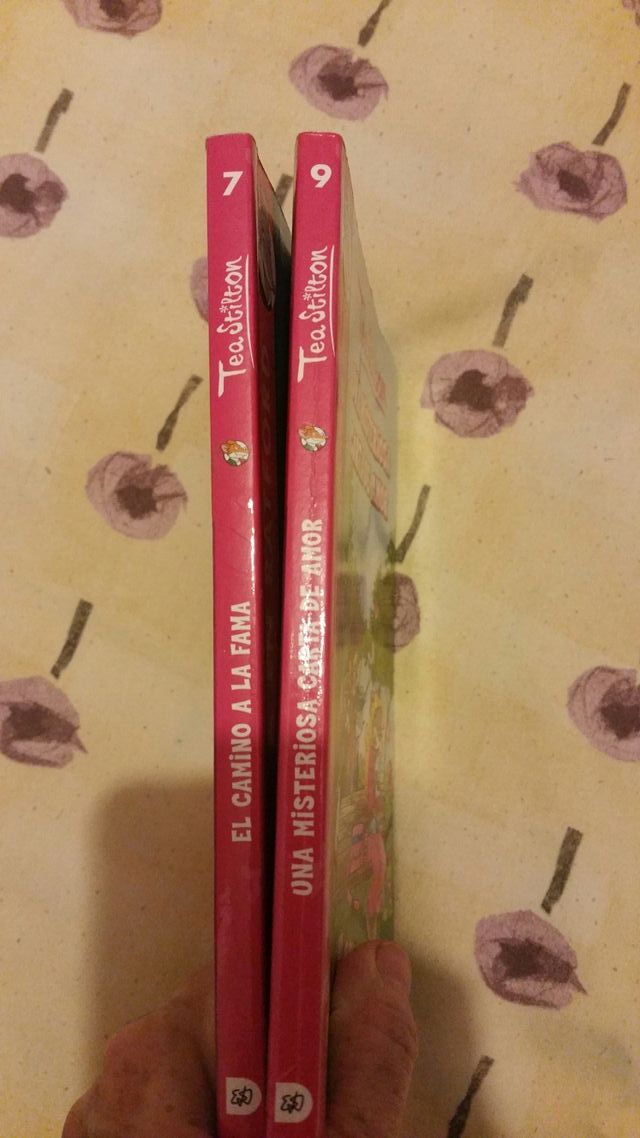 7
Tea Stilton
EL CAMINO A LA FAMA
9
Tea Stilton
UNA MISTERIOSA CARTA DE AMOR